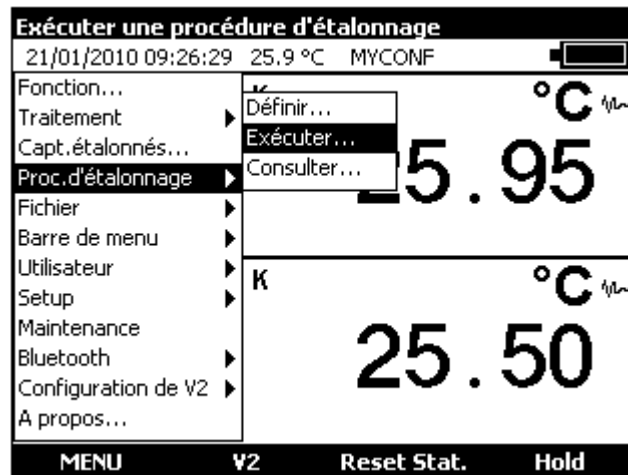 Exécuter une procédure d'étalonnage
21/01/2010 09:26:29 25.9 °C MYCONF
Fonction...
Traitement
Capt.étalonnés...
Proc.d'étalonnage
Fichier
Barre de menu
Utilisateur
Setup
Maintenance
Bluetooth
Configuration de V2
A propos...
Définir...
Exécuter...
Consulter...
°C
25.95
K °C
25.50
MENU V2 Reset Stat. Hold